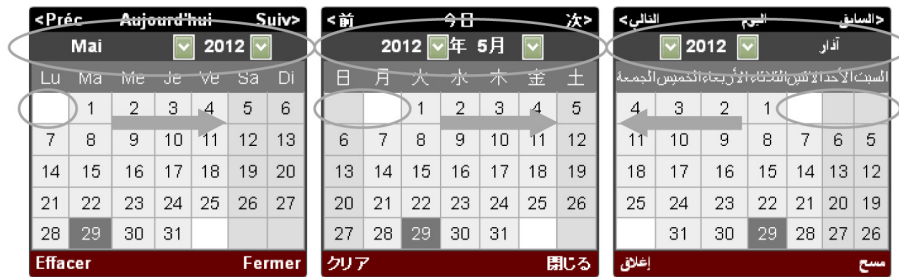 <Préc Aujourd'hui Suiv>
Mai 2012
Lu Ma Me Je Ve Sa Di
1 2 3 4 5 6
7 8 9 10 11 12 13
14 15 16 17 18 19 20
21 22 23 24 25 26 27
28 29 30 31
Effacer Fermer
<前 今日 次>
2012 年 5月
日 月 火 水 木 金 土
1 2 3 4 5
6 7 8 9 10 11 12
13 14 15 16 17 18 19
20 21 22 23 24 25 26
27 28 29 30 31
クリア 閉じる
<السابق اليوم التالي>
آذار 2012
السبت الأحد الاثنين الثلاثاء الأربعاء الخميس الجمعة
1 2 3 4
5 6 7 8 9 10 11
12 13 14 15 16 17 18
19 20 21 22 23 24 25
26 27 28 29 30 31
مسح إغلاق